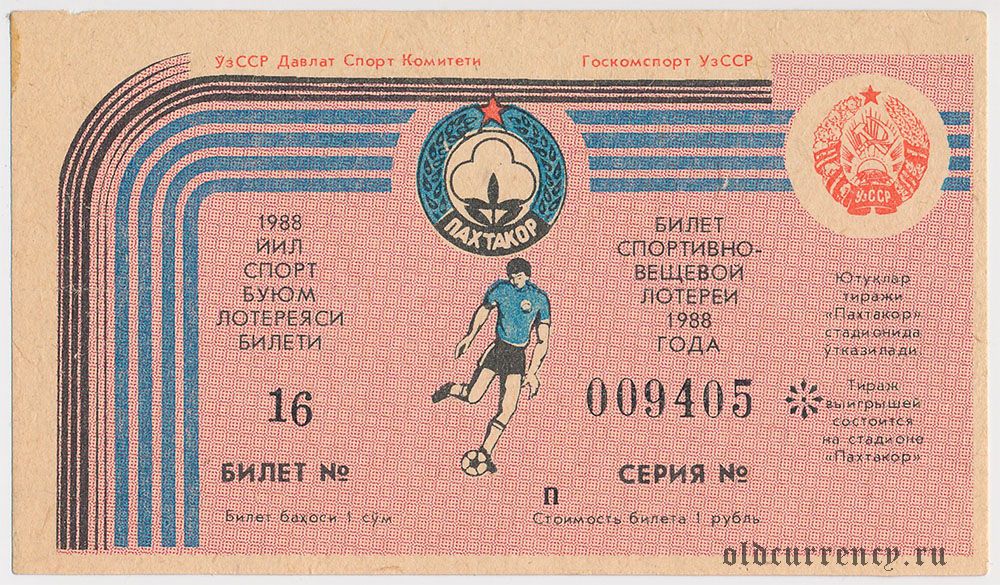 ЎзССР Давлат Спорт Комитети
Госкомспорт УзССР
ПАХТАКОР
УзССР
1988
ЙИЛ
СПОРТ
БУЮМ
ЛОТЕРЕЯСИ
БИЛЕТИ
БИЛЕТ
СПОРТИВНО-
ВЕЩЕВОЙ
ЛОТЕРЕИ
1988
ГОДА
Ютуқлар
тиражи
«Пахтакор»
стадионида
ўтказилади.
Тираж
выигрышей
состоится
на стадионе
«Пахтакор»
16
БИЛЕТ №
009405
СЕРИЯ №
п
Билет баҳоси 1 сўм
Стоимость билета 1 рубль
oldcurrency.ru